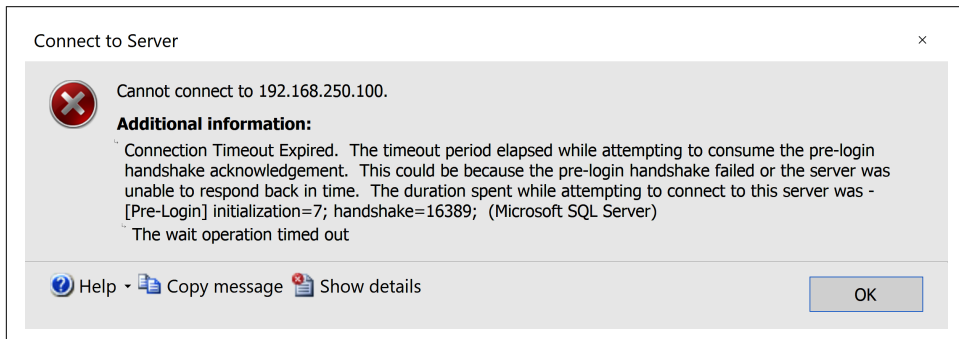 Connect to Server
×
Cannot connect to 192.168.250.100.
Additional information:
Connection Timeout Expired.  The timeout period elapsed while attempting to consume the pre-login
handshake acknowledgement.  This could be because the pre-login handshake failed or the server was
unable to respond back in time.  The duration spent while attempting to connect to this server was -
[Pre-Login] initialization=7; handshake=16389;  (Microsoft SQL Server)
The wait operation timed out
Help Copy message Show details
OK